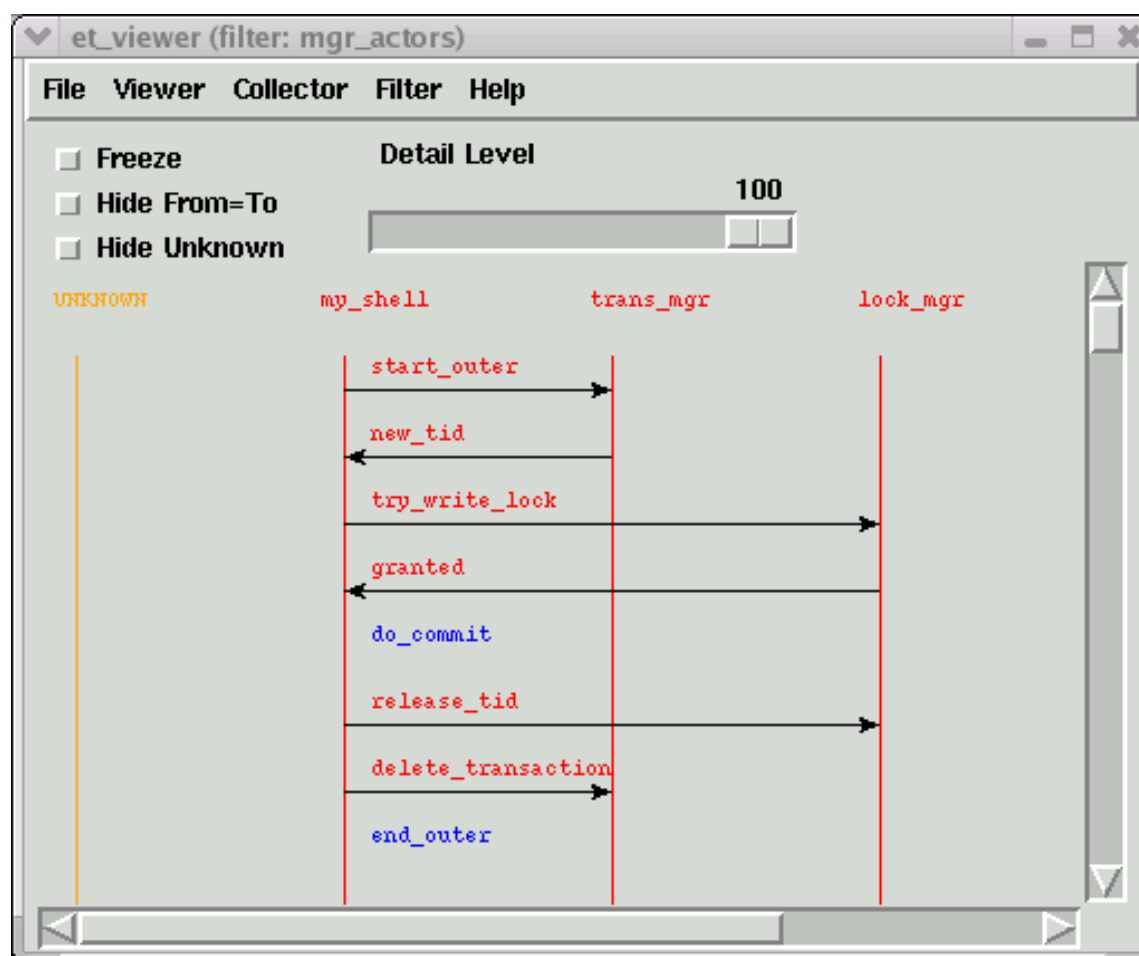 et_viewer (filter: mgr_actors)
File Viewer Collector Filter Help
Freeze
Detail Level
Hide From=To
100
Hide Unknown
UNKNOWN my_shell trans_mgr lock_mgr
start_outer
new_tid
try_write_lock
granted
do_commit
release_tid
delete_transaction
end_outer